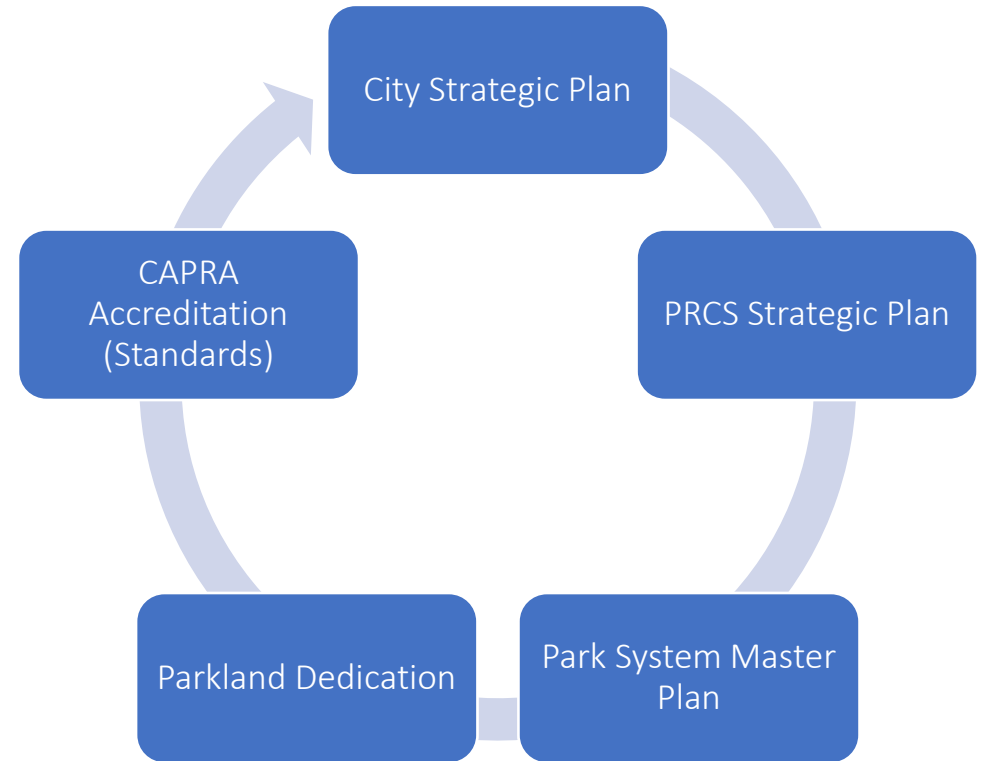 City Strategic Plan
PRCS Strategic Plan
Park System Master
Plan
Parkland Dedication
CAPRA
Accreditation
(Standards)